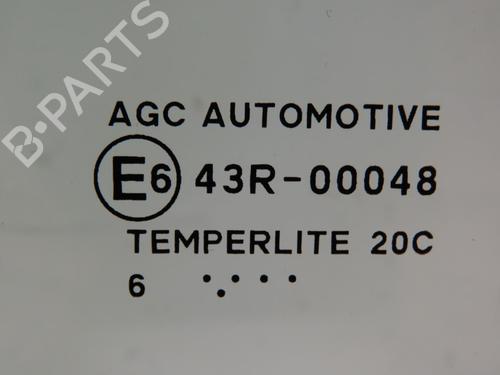 B-PARTS
AGC AUTOMOTIVE
E6 43R-00048
TEMPERLITE 20C
6